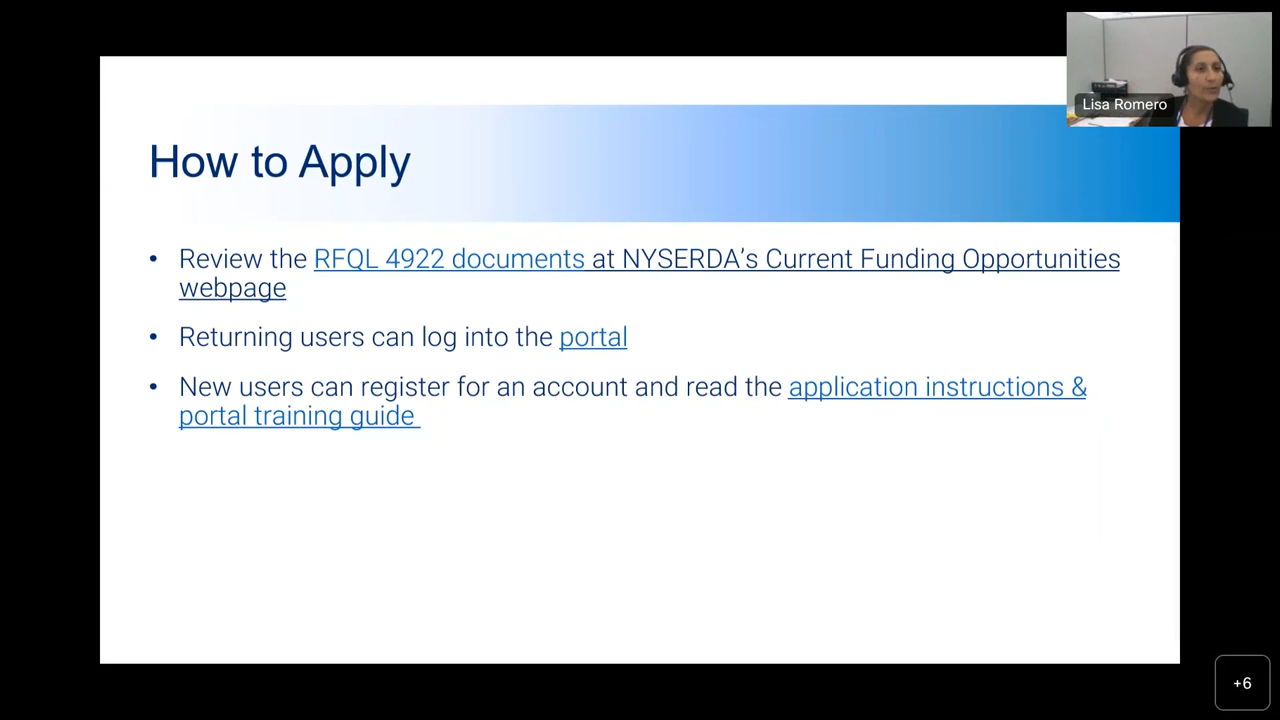 Lisa Romero
How to Apply
• Review the RFQL 4922 documents at NYSERDA’s Current Funding Opportunities
webpage
• Returning users can log into the portal
• New users can register for an account and read the application instructions &
portal training guide
+6